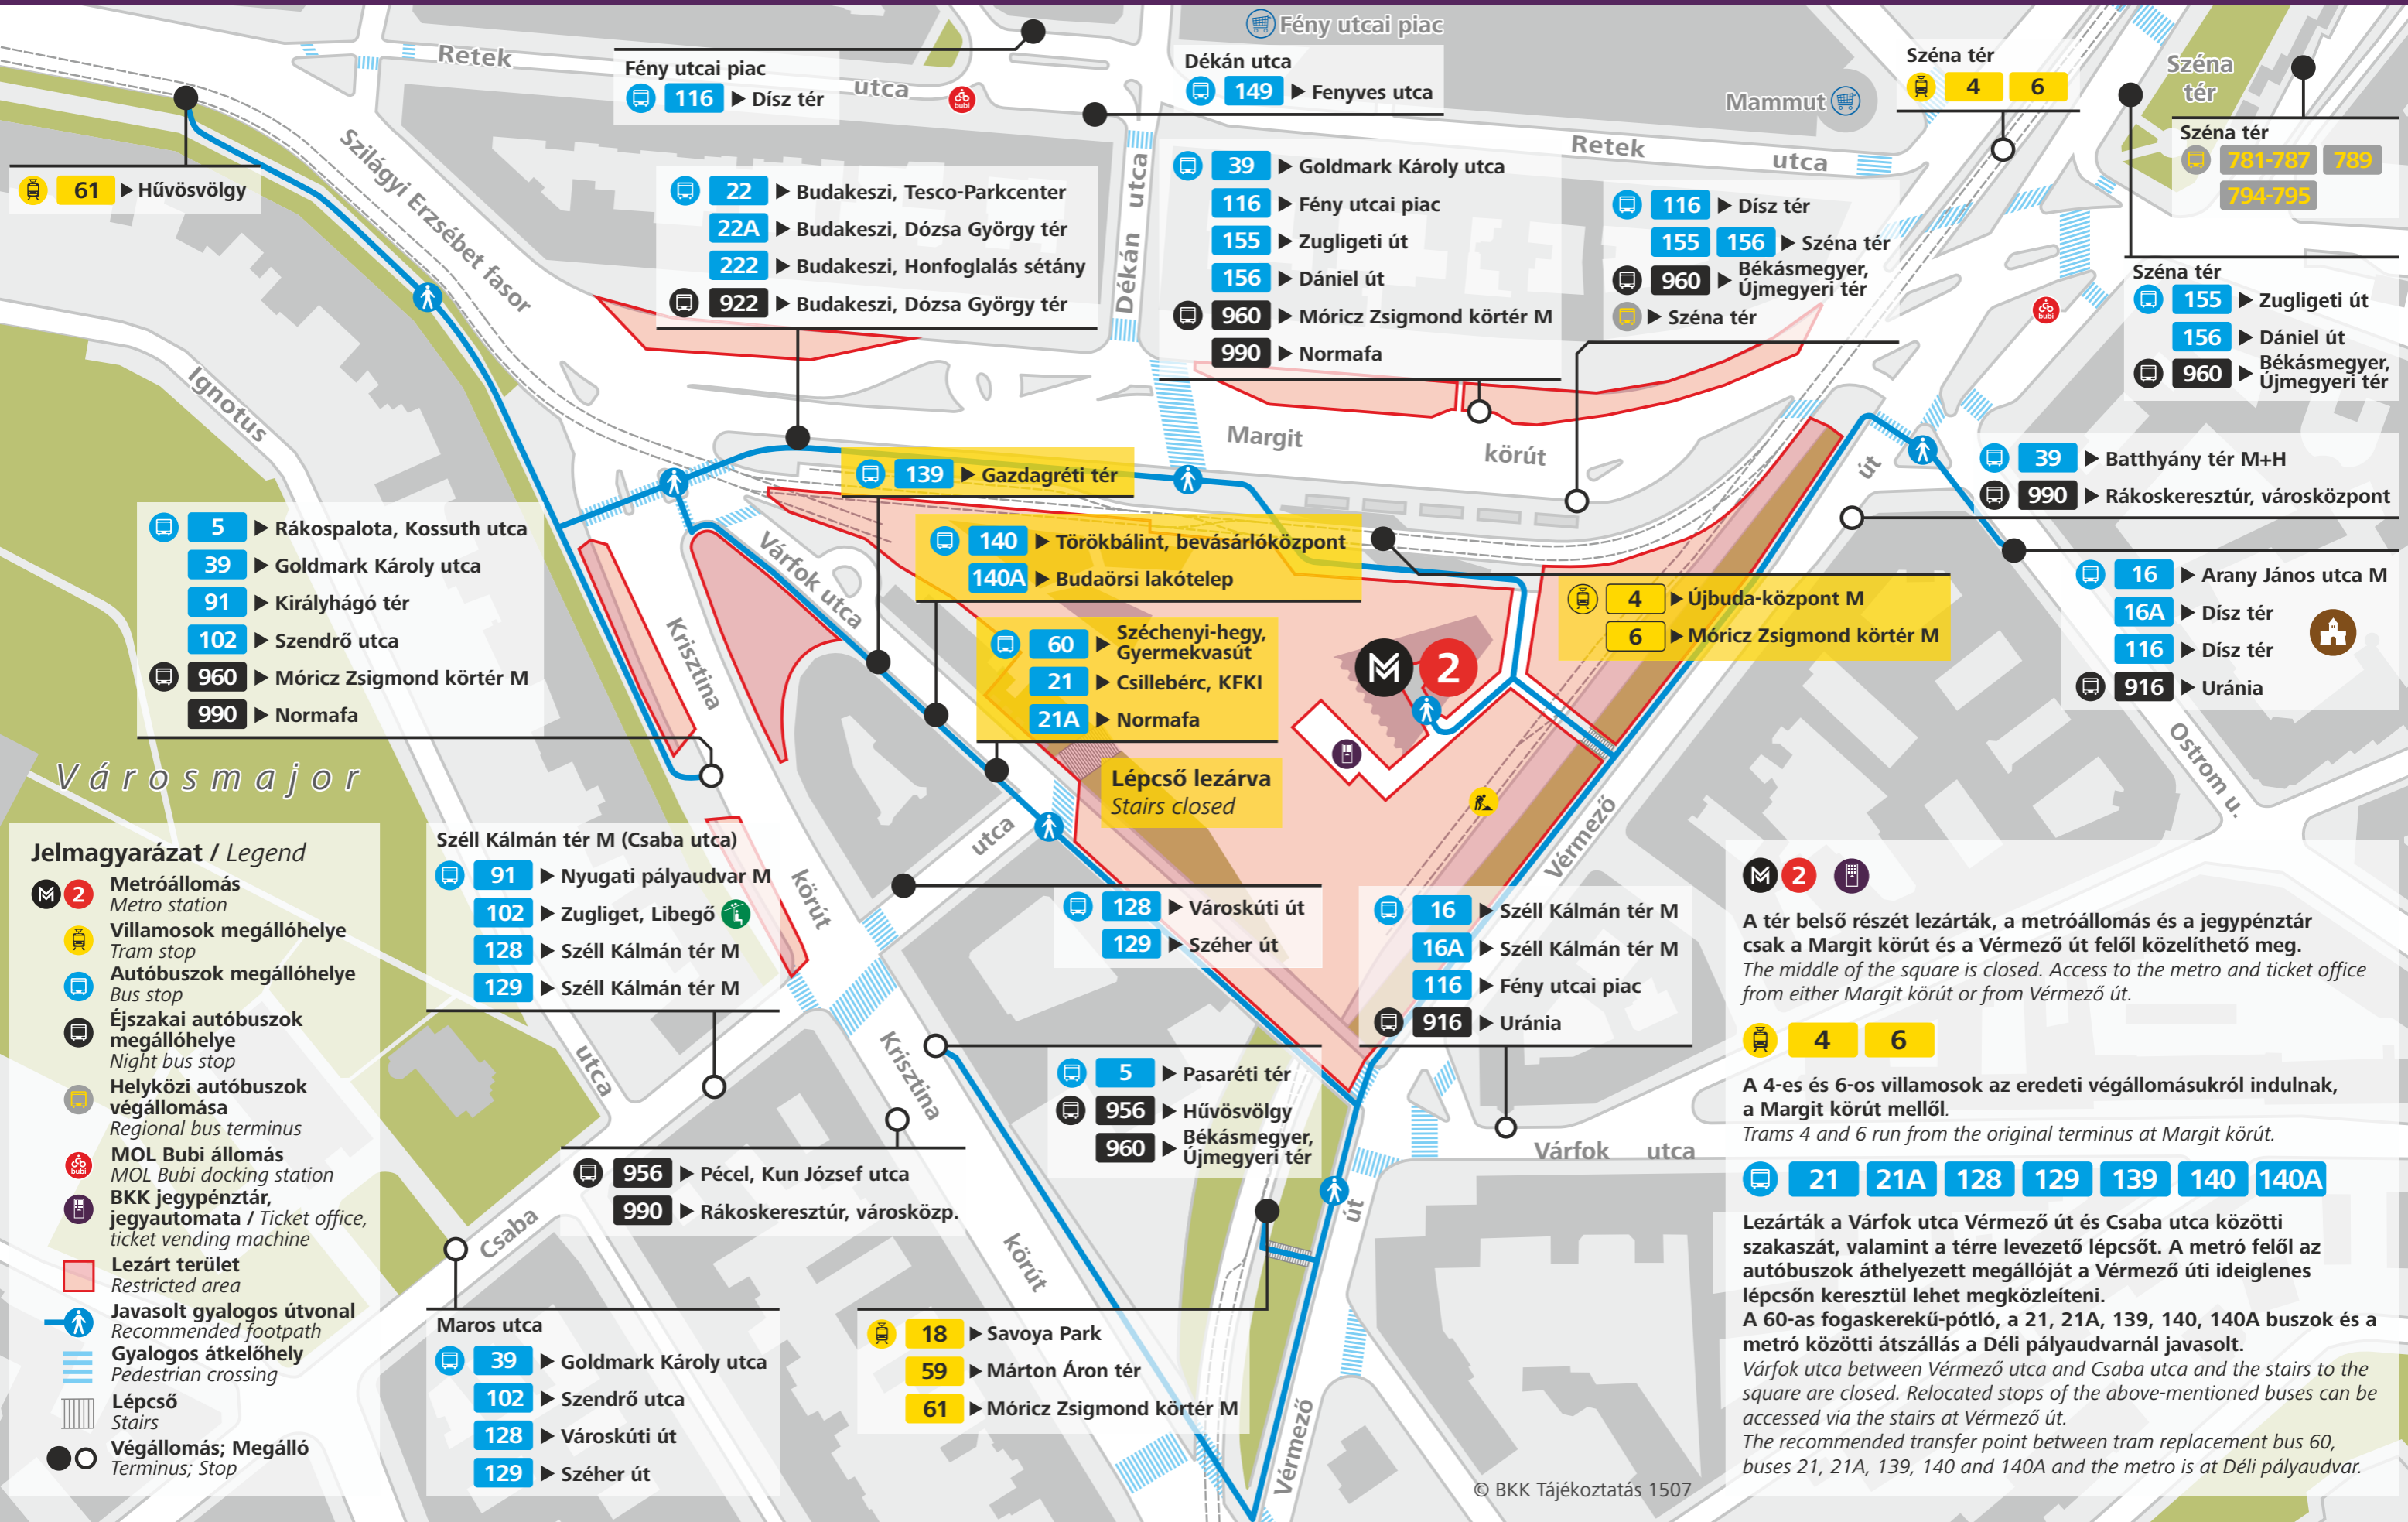 Fény utcai piac
Retek
utca
Fény utcai piac
116 ▶ Dísz tér
bubi
Dékán utca
149 ▶ Fenyves utca
Mammut
Széna tér
4 6
Széna
tér
Széna tér
781-787 789
794-795
61 ▶ Hűvösvölgy
Szilágyi Erzsébet fasor
22 ▶ Budakeszi, Tesco-Parkcenter
22A ▶ Budakeszi, Dózsa György tér
222 ▶ Budakeszi, Honfoglalás sétány
922 ▶ Budakeszi, Dózsa György tér
Dékán utca
39 ▶ Goldmark Károly utca
116 ▶ Fény utcai piac
155 ▶ Zugligeti út
156 ▶ Dániel út
960 ▶ Móricz Zsigmond körtér M
990 ▶ Normafa
Retek utca
116 ▶ Dísz tér
155 156 ▶ Széna tér
960 ▶ Békásmegyer,
Újmegyeri tér
▶ Széna tér
bubi
Széna tér
155 ▶ Zugligeti út
156 ▶ Dániel út
960 ▶ Békásmegyer,
Újmegyeri tér
Ignotus
Margit körút
út
139 ▶ Gazdagréti tér
39 ▶ Batthyány tér M+H
990 ▶ Rákoskeresztúr, városközpont
5 ▶ Rákospalota, Kossuth utca
39 ▶ Goldmark Károly utca
91 ▶ Királyhágó tér
102 ▶ Szendrő utca
960 ▶ Móricz Zsigmond körtér M
990 ▶ Normafa
Várfok utca
140 ▶ Törökbálint, bevásárlóközpont
140A ▶ Budaörsi lakótelep
4 ▶ Újbuda-központ M
6 ▶ Móricz Zsigmond körtér M
16 ▶ Arany János utca M
16A ▶ Dísz tér
116 ▶ Dísz tér
916 ▶ Uránia
Krisztina
60 ▶ Széchenyi-hegy,
Gyermekvasút
21 ▶ Csillebérc, KFKI
21A ▶ Normafa
M 2
Ostrom u.
Városmajor
Lépcső lezárva
Stairs closed
utca
Vérmező
Jelmagyarázat / Legend
M 2 Metróállomás
Metro station
Villamosok megállóhelye
Tram stop
Autóbuszok megállóhelye
Bus stop
Éjszakai autóbuszok
megállóhelye
Night bus stop
Helyközi autóbuszok
végállomása
Regional bus terminus
bubi MOL Bubi állomás
MOL Bubi docking station
BKK jegypénztár,
jegyautomata / Ticket office,
ticket vending machine
Lezárt terület
Restricted area
Javasolt gyalogos útvonal
Recommended footpath
Gyalogos átkelőhely
Pedestrian crossing
Lépcső
Stairs
Végállomás; Megálló
Terminus; Stop
Széll Kálmán tér M (Csaba utca)
91 ▶ Nyugati pályaudvar M
102 ▶ Zugliget, Libegő
128 ▶ Széll Kálmán tér M
129 ▶ Széll Kálmán tér M
körút
128 ▶ Városkúti út
129 ▶ Széher út
16 ▶ Széll Kálmán tér M
16A ▶ Széll Kálmán tér M
116 ▶ Fény utcai piac
916 ▶ Uránia
utca
Krisztina
5 ▶ Pasaréti tér
956 ▶ Hűvösvölgy
960 ▶ Békásmegyer,
Újmegyeri tér
Várfok utca
956 ▶ Pécel, Kun József utca
990 ▶ Rákoskeresztúr, városközp.
Csaba
körút
út
Maros utca
39 ▶ Goldmark Károly utca
102 ▶ Szendrő utca
128 ▶ Városkúti út
129 ▶ Széher út
18 ▶ Savoya Park
59 ▶ Márton Áron tér
61 ▶ Móricz Zsigmond körtér M
Vérmező
M 2
A tér belső részét lezárták, a metróállomás és a jegypénztár
csak a Margit körút és a Vérmező út felől közelíthető meg.
The middle of the square is closed. Access to the metro and ticket office
from either Margit körút or from Vérmező út.
4 6
A 4-es és 6-os villamosok az eredeti végállomásukról indulnak,
a Margit körút mellől.
Trams 4 and 6 run from the original terminus at Margit körút.
21 21A 128 129 139 140 140A
Lezárták a Várfok utca Vérmező út és Csaba utca közötti
szakaszát, valamint a térre levezető lépcsőt. A metró felől az
autóbuszok áthelyezett megállóját a Vérmező úti ideiglenes
lépcsőn keresztül lehet megközleíteni.
A 60-as fogaskerekű-pótló, a 21, 21A, 139, 140, 140A buszok és a
metró közötti átszállás a Déli pályaudvarnál javasolt.
Várfok utca between Vérmező utca and Csaba utca and the stairs to the
square are closed. Relocated stops of the above-mentioned buses can be
accessed via the stairs at Vérmező út.
The recommended transfer point between tram replacement bus 60,
buses 21, 21A, 139, 140 and 140A and the metro is at Déli pályaudvar.
© BKK Tájékoztatás 1507